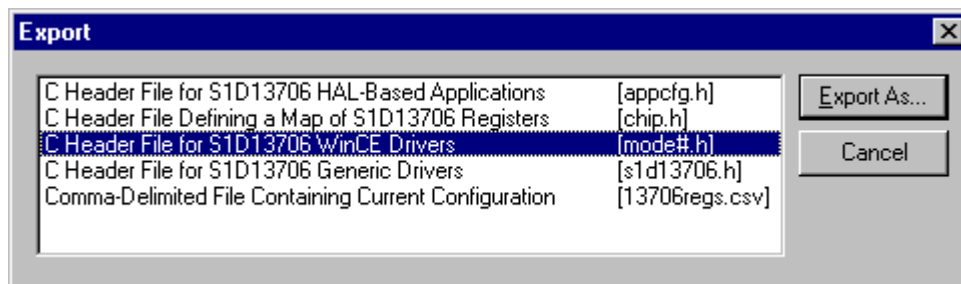 Export
C Header File for S1D13706 HAL-Based Applications [appcfg.h]
C Header File Defining a Map of S1D13706 Registers [chip.h]
C Header File for S1D13706 WinCE Drivers [mode#.h]
C Header File for S1D13706 Generic Drivers [s1d13706.h]
Comma-Delimited File Containing Current Configuration [13706regs.csv]
Export As...
Cancel